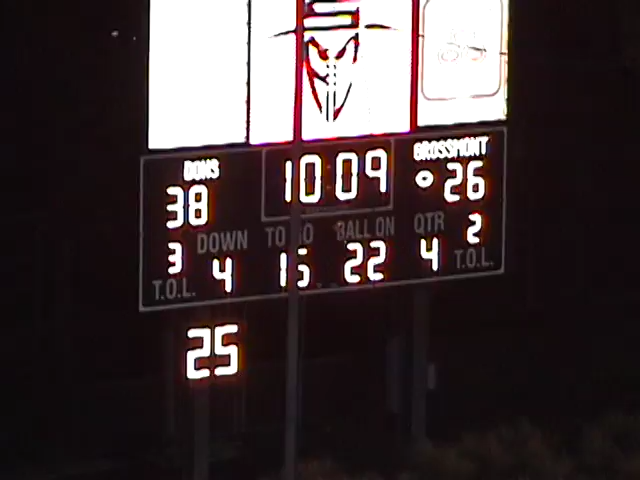 DONS
10:09
GROSSMONT
38
26
DOWN
TO GO
BALL ON
QTR
2
3
4
15
22
4
T.O.L.
T.O.L.
25